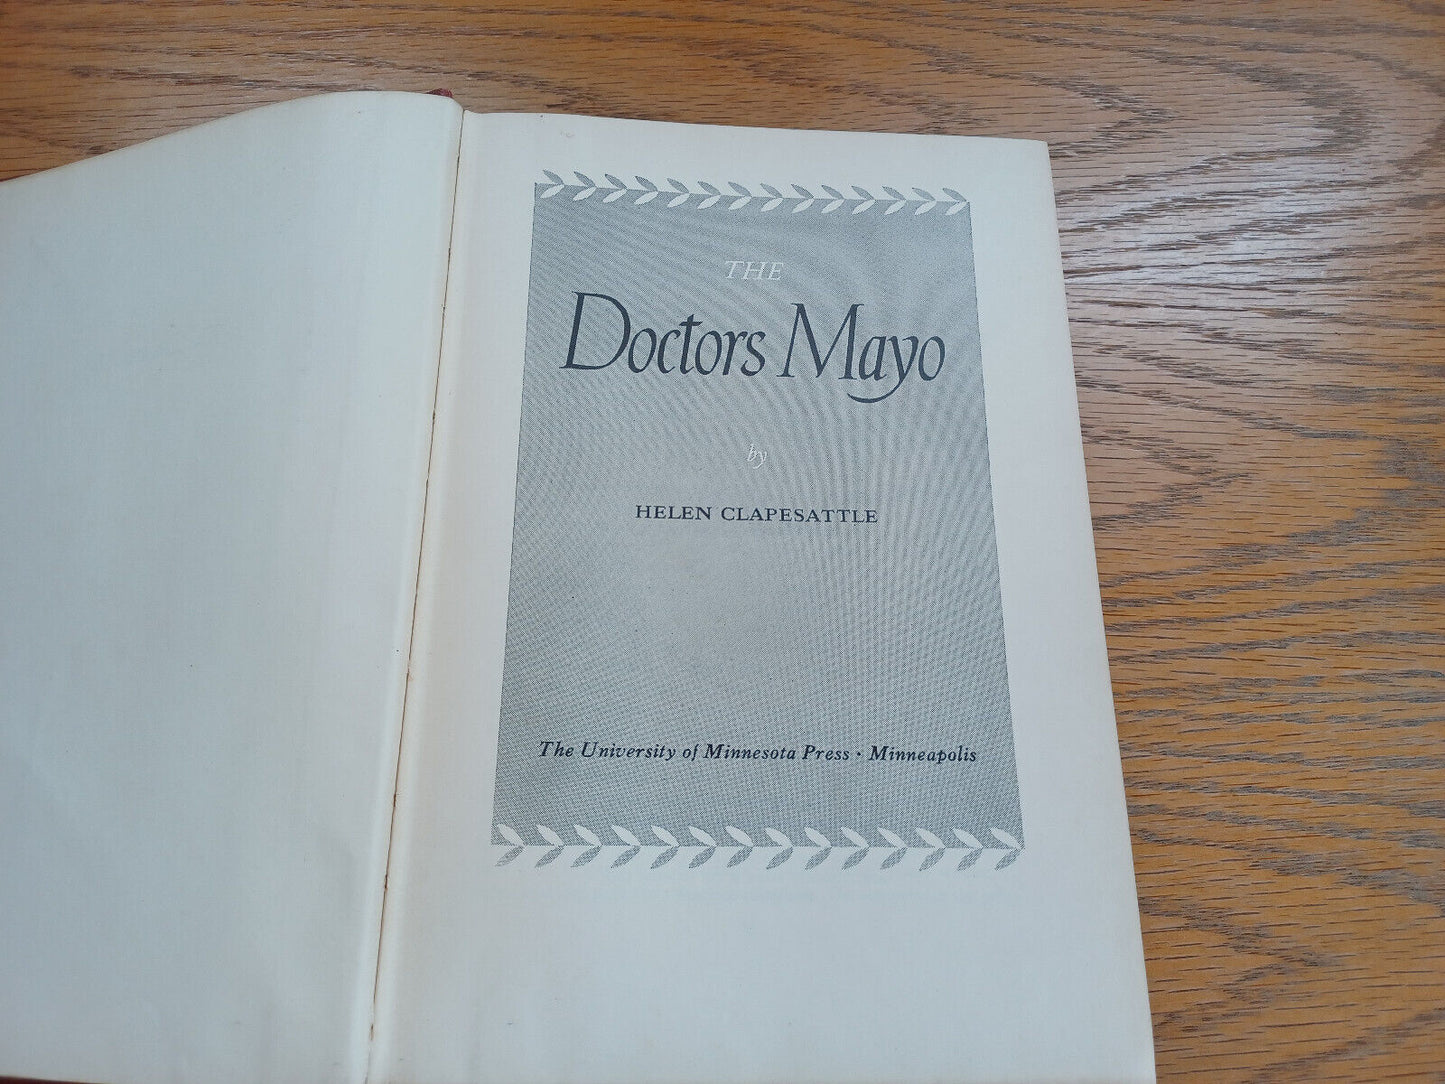 THE
Doctors Mayo
by
HELEN CLAPESATTLE
The University of Minnesota Press · Minneapolis